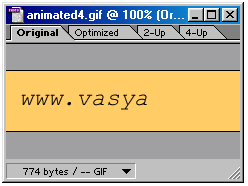 animated4.gif @ 100% (Or...
Original Optimized 2-Up 4-Up
www.vasya
774 bytes / -- GIF